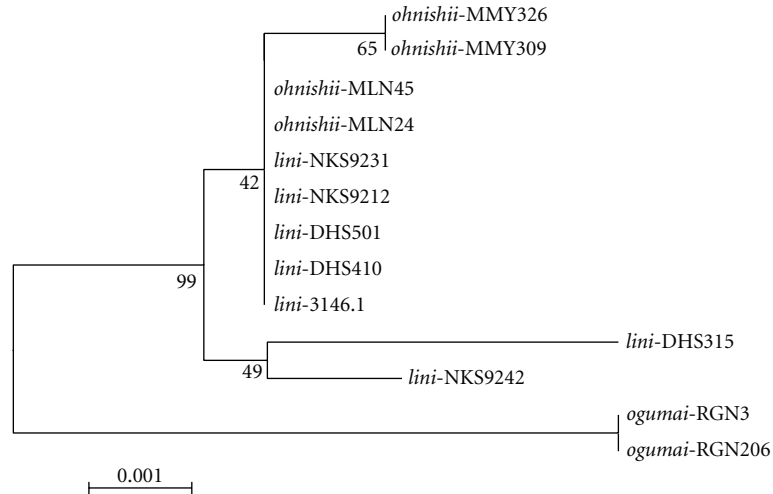 ohnishii-MMY326
65
ohnishii-MMY309
ohnishii-MLN45
ohnishii-MLN24
lini-NKS9231
42
lini-NKS9212
lini-DHS501
lini-DHS410
99
lini-3146.1
lini-DHS315
49
lini-NKS9242
ogumai-RGN3
ogumai-RGN206
0.001